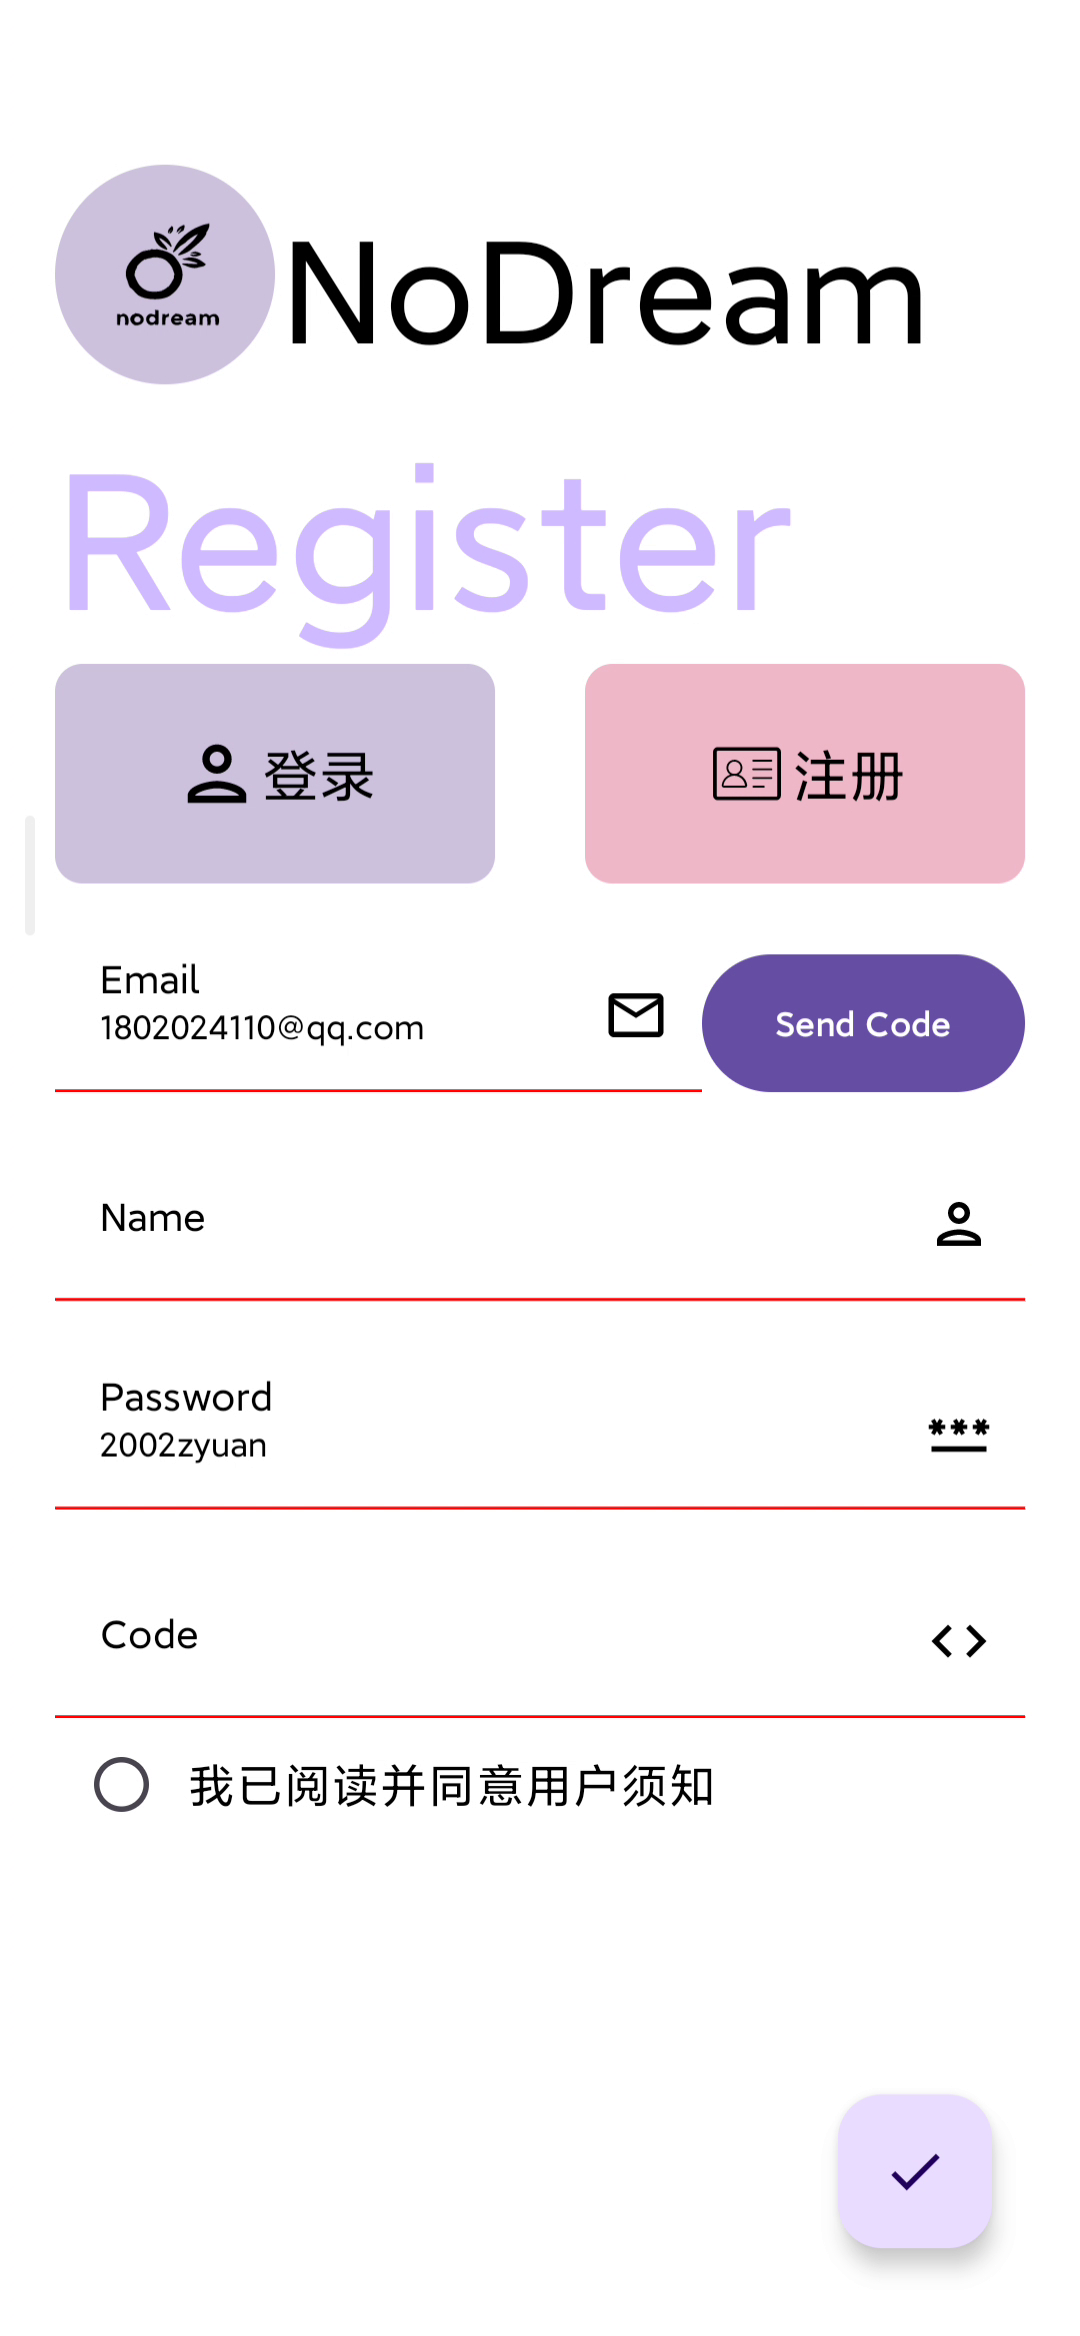 nodream
NoDream
Register
登录
注册
Email
1802024110@qq.com
Send Code
Name
Password
2002zyuan
***
Code
我已阅读并同意用户须知